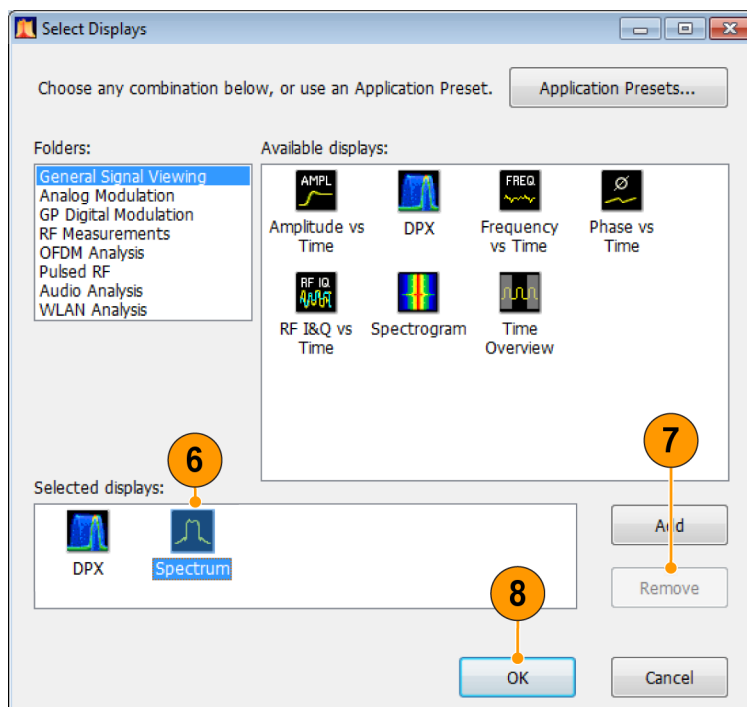 Select Displays
Choose any combination below, or use an Application Preset.
Application Presets...
Folders:
General Signal Viewing
Analog Modulation
GP Digital Modulation
RF Measurements
OFDM Analysis
Pulsed RF
Audio Analysis
WLAN Analysis
Available displays:
AMPL
Amplitude vs
Time
DPX
FREQ
Frequency
vs Time
Ø
Phase vs
Time
RF IQ
RF I&Q vs
Time
Spectrogram
Time
Overview
6
7
Selected displays:
DPX
Spectrum
Add
Remove
8
OK
Cancel